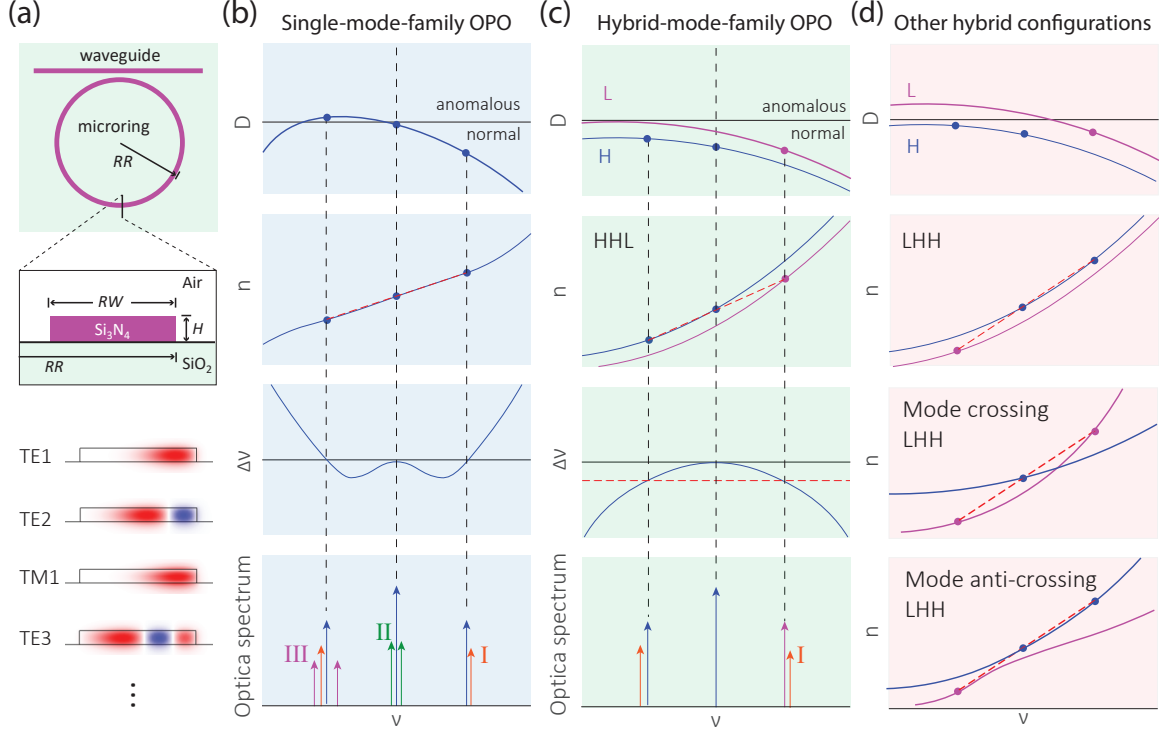 (a)
waveguide
microring
RR
Air
RW
Si₃N₄
H
RR
SiO₂
TE1
TE2
TM1
TE3
⋮
(b)
Single-mode-family OPO
D
anomalous
normal
n
Δν
Optical spectrum
III
II
I
ν
(c)
Hybrid-mode-family OPO
D
L
anomalous
normal
H
n
HHL
Δν
Optical spectrum
I
ν
(d)
Other hybrid configurations
D
L
H
n
LHH
n
Mode crossing
LHH
n
Mode anti-crossing
LHH
ν